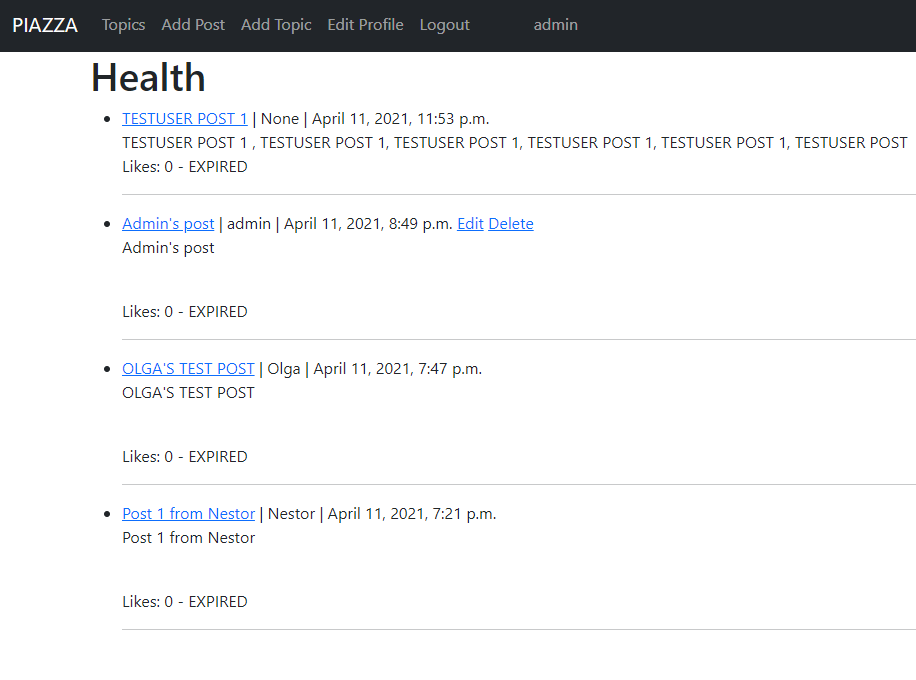 PIAZZA Topics Add Post Add Topic Edit Profile Logout admin
Health
TESTUSER POST 1 | None | April 11, 2021, 11:53 p.m.
TESTUSER POST 1 , TESTUSER POST 1, TESTUSER POST 1, TESTUSER POST 1, TESTUSER POST 1, TESTUSER POST
Likes: 0 - EXPIRED
Admin's post | admin | April 11, 2021, 8:49 p.m. Edit Delete
Admin's post
Likes: 0 - EXPIRED
OLGA'S TEST POST | Olga | April 11, 2021, 7:47 p.m.
OLGA'S TEST POST
Likes: 0 - EXPIRED
Post 1 from Nestor | Nestor | April 11, 2021, 7:21 p.m.
Post 1 from Nestor
Likes: 0 - EXPIRED